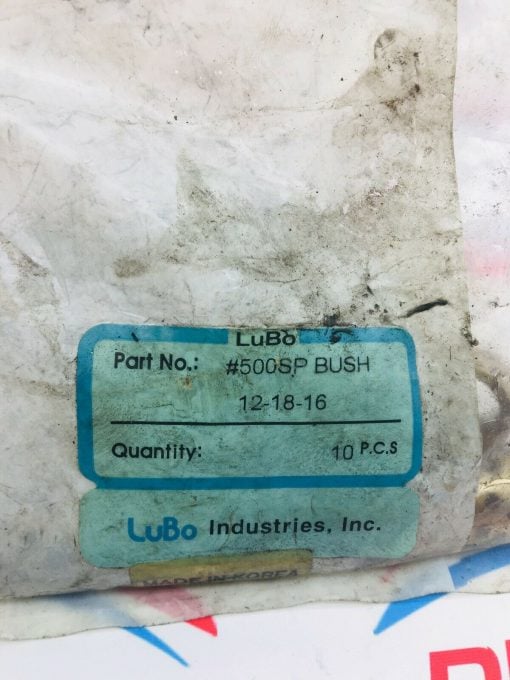 LuBo
Part No.: #500SP BUSH
12-18-16
Quantity: 10 P.C.S
LuBo Industries, Inc.
MADE IN KOREA